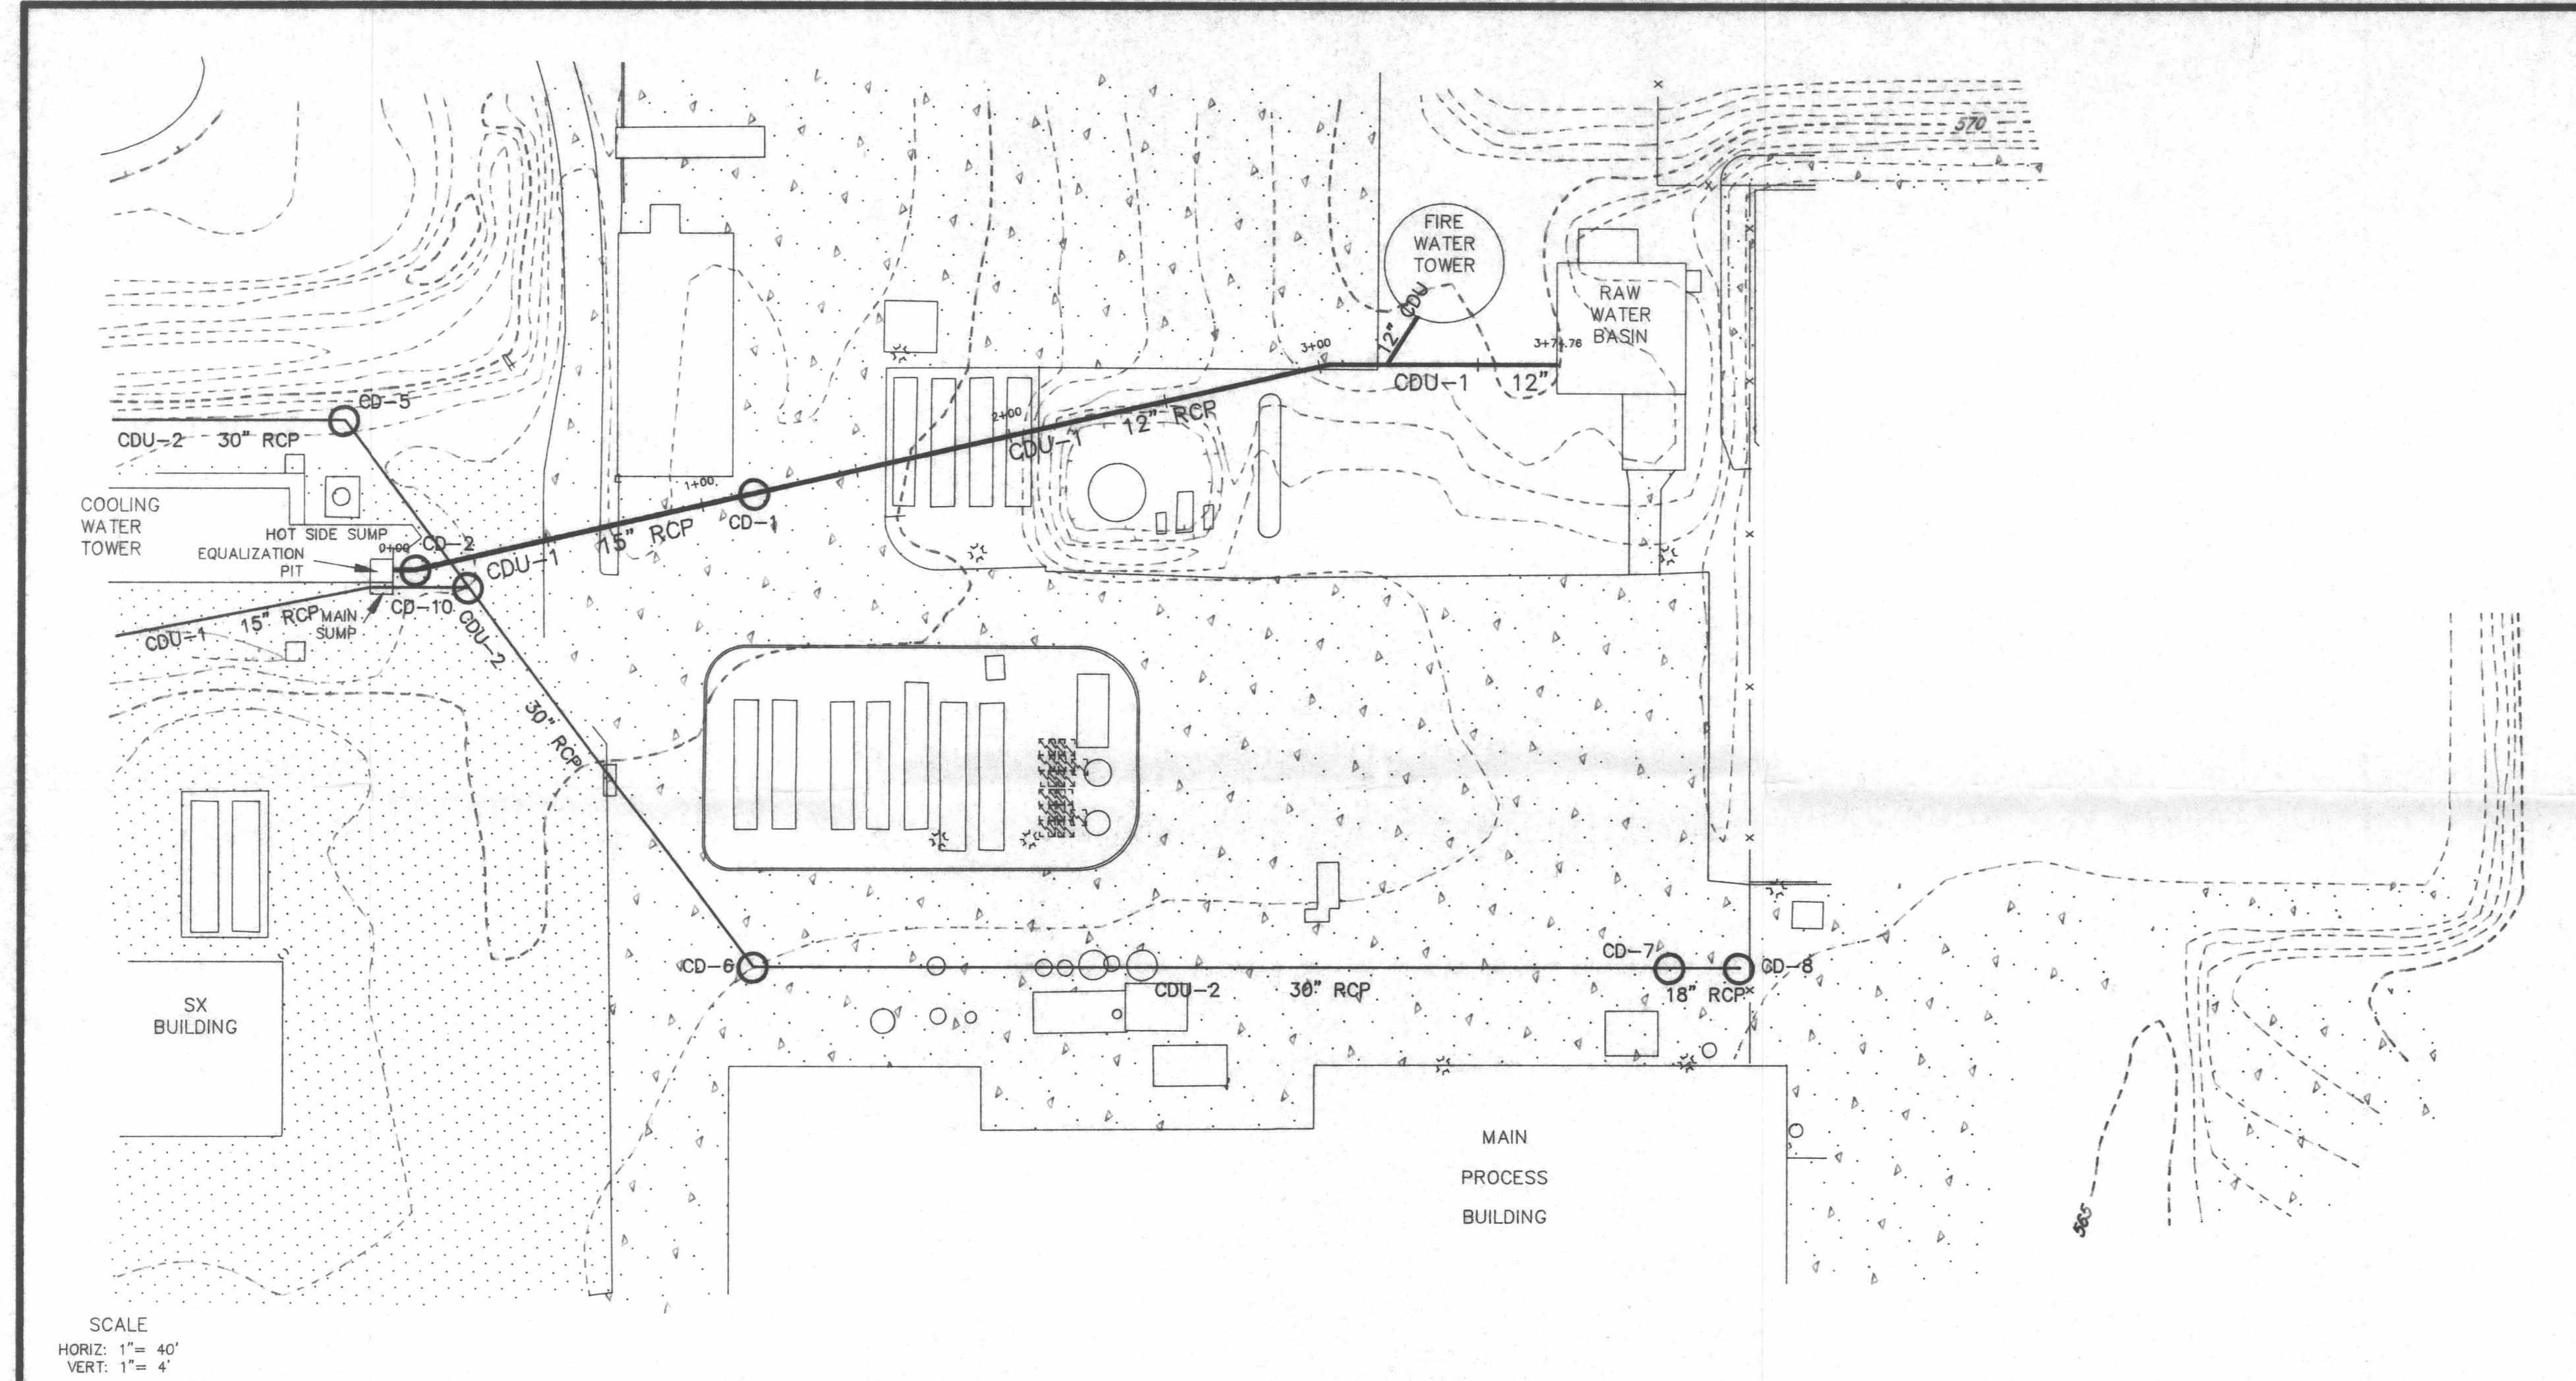 570
FIRE
WATER
TOWER
RAW
WATER
BASIN
12" CDU
3+00
3+74.76
CDU-1 12"
CD-5
CDU-2 30" RCP
2+00
12" RCP
CDU-1
COOLING
WATER
TOWER
HOT SIDE SUMP
EQUALIZATION
PIT
0+00
CD-2
1+00
CD-1
15" RCP
CDU-1
CD-10
CDU-1 15" RCP
MAIN
SUMP
CDU-2
30" RCP
CD-6
CD-7
CD-8
CDU-2 30" RCP
18" RCP
SX
BUILDING
MAIN
PROCESS
BUILDING
565
SCALE
HORIZ: 1"= 40'
VERT: 1"= 4'